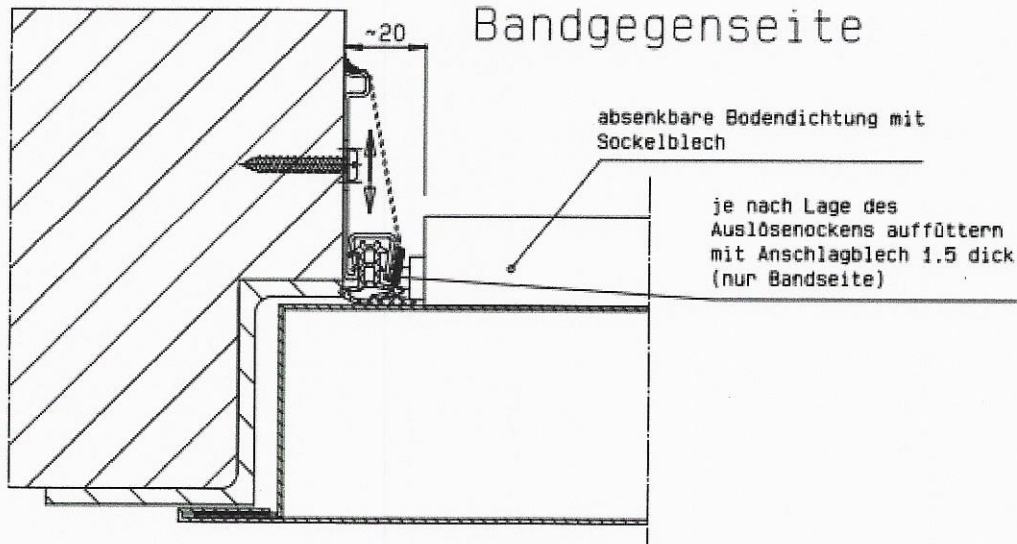 Bandgegenseite
~20
absenkbare Bodendichtung mit
Sockelblech
je nach Lage des
Auslösenockens auffüttern
mit Anschlagblech 1.5 dick
(nur Bandseite)